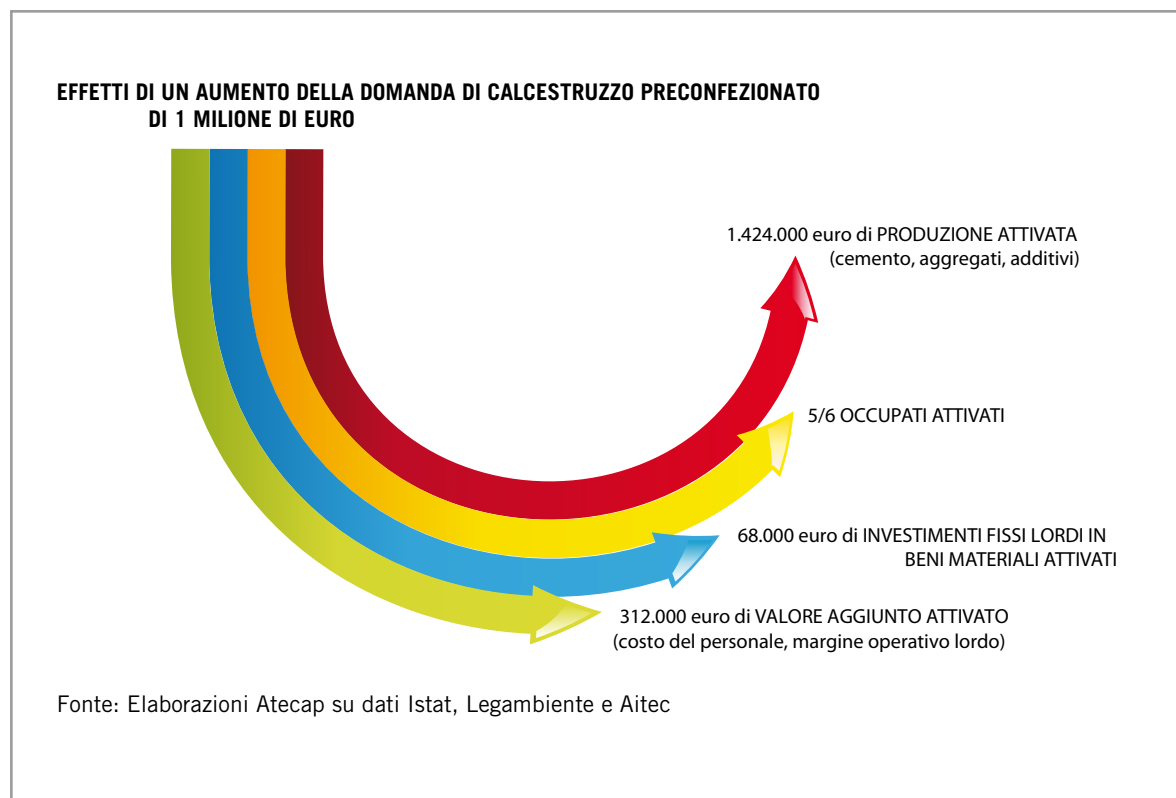 EFFETTI DI UN AUMENTO DELLA DOMANDA DI CALCESTRUZZO PRECONFEZIONATO
DI 1 MILIONE DI EURO
1.424.000 euro di PRODUZIONE ATTIVATA
(cemento, aggregati, additivi)
5/6 OCCUPATI ATTIVATI
68.000 euro di INVESTIMENTI FISSI LORDI IN
BENI MATERIALI ATTIVATI
312.000 euro di VALORE AGGIUNTO ATTIVATO
(costo del personale, margine operativo lordo)
Fonte: Elaborazioni Atecap su dati Istat, Legambiente e Aitec